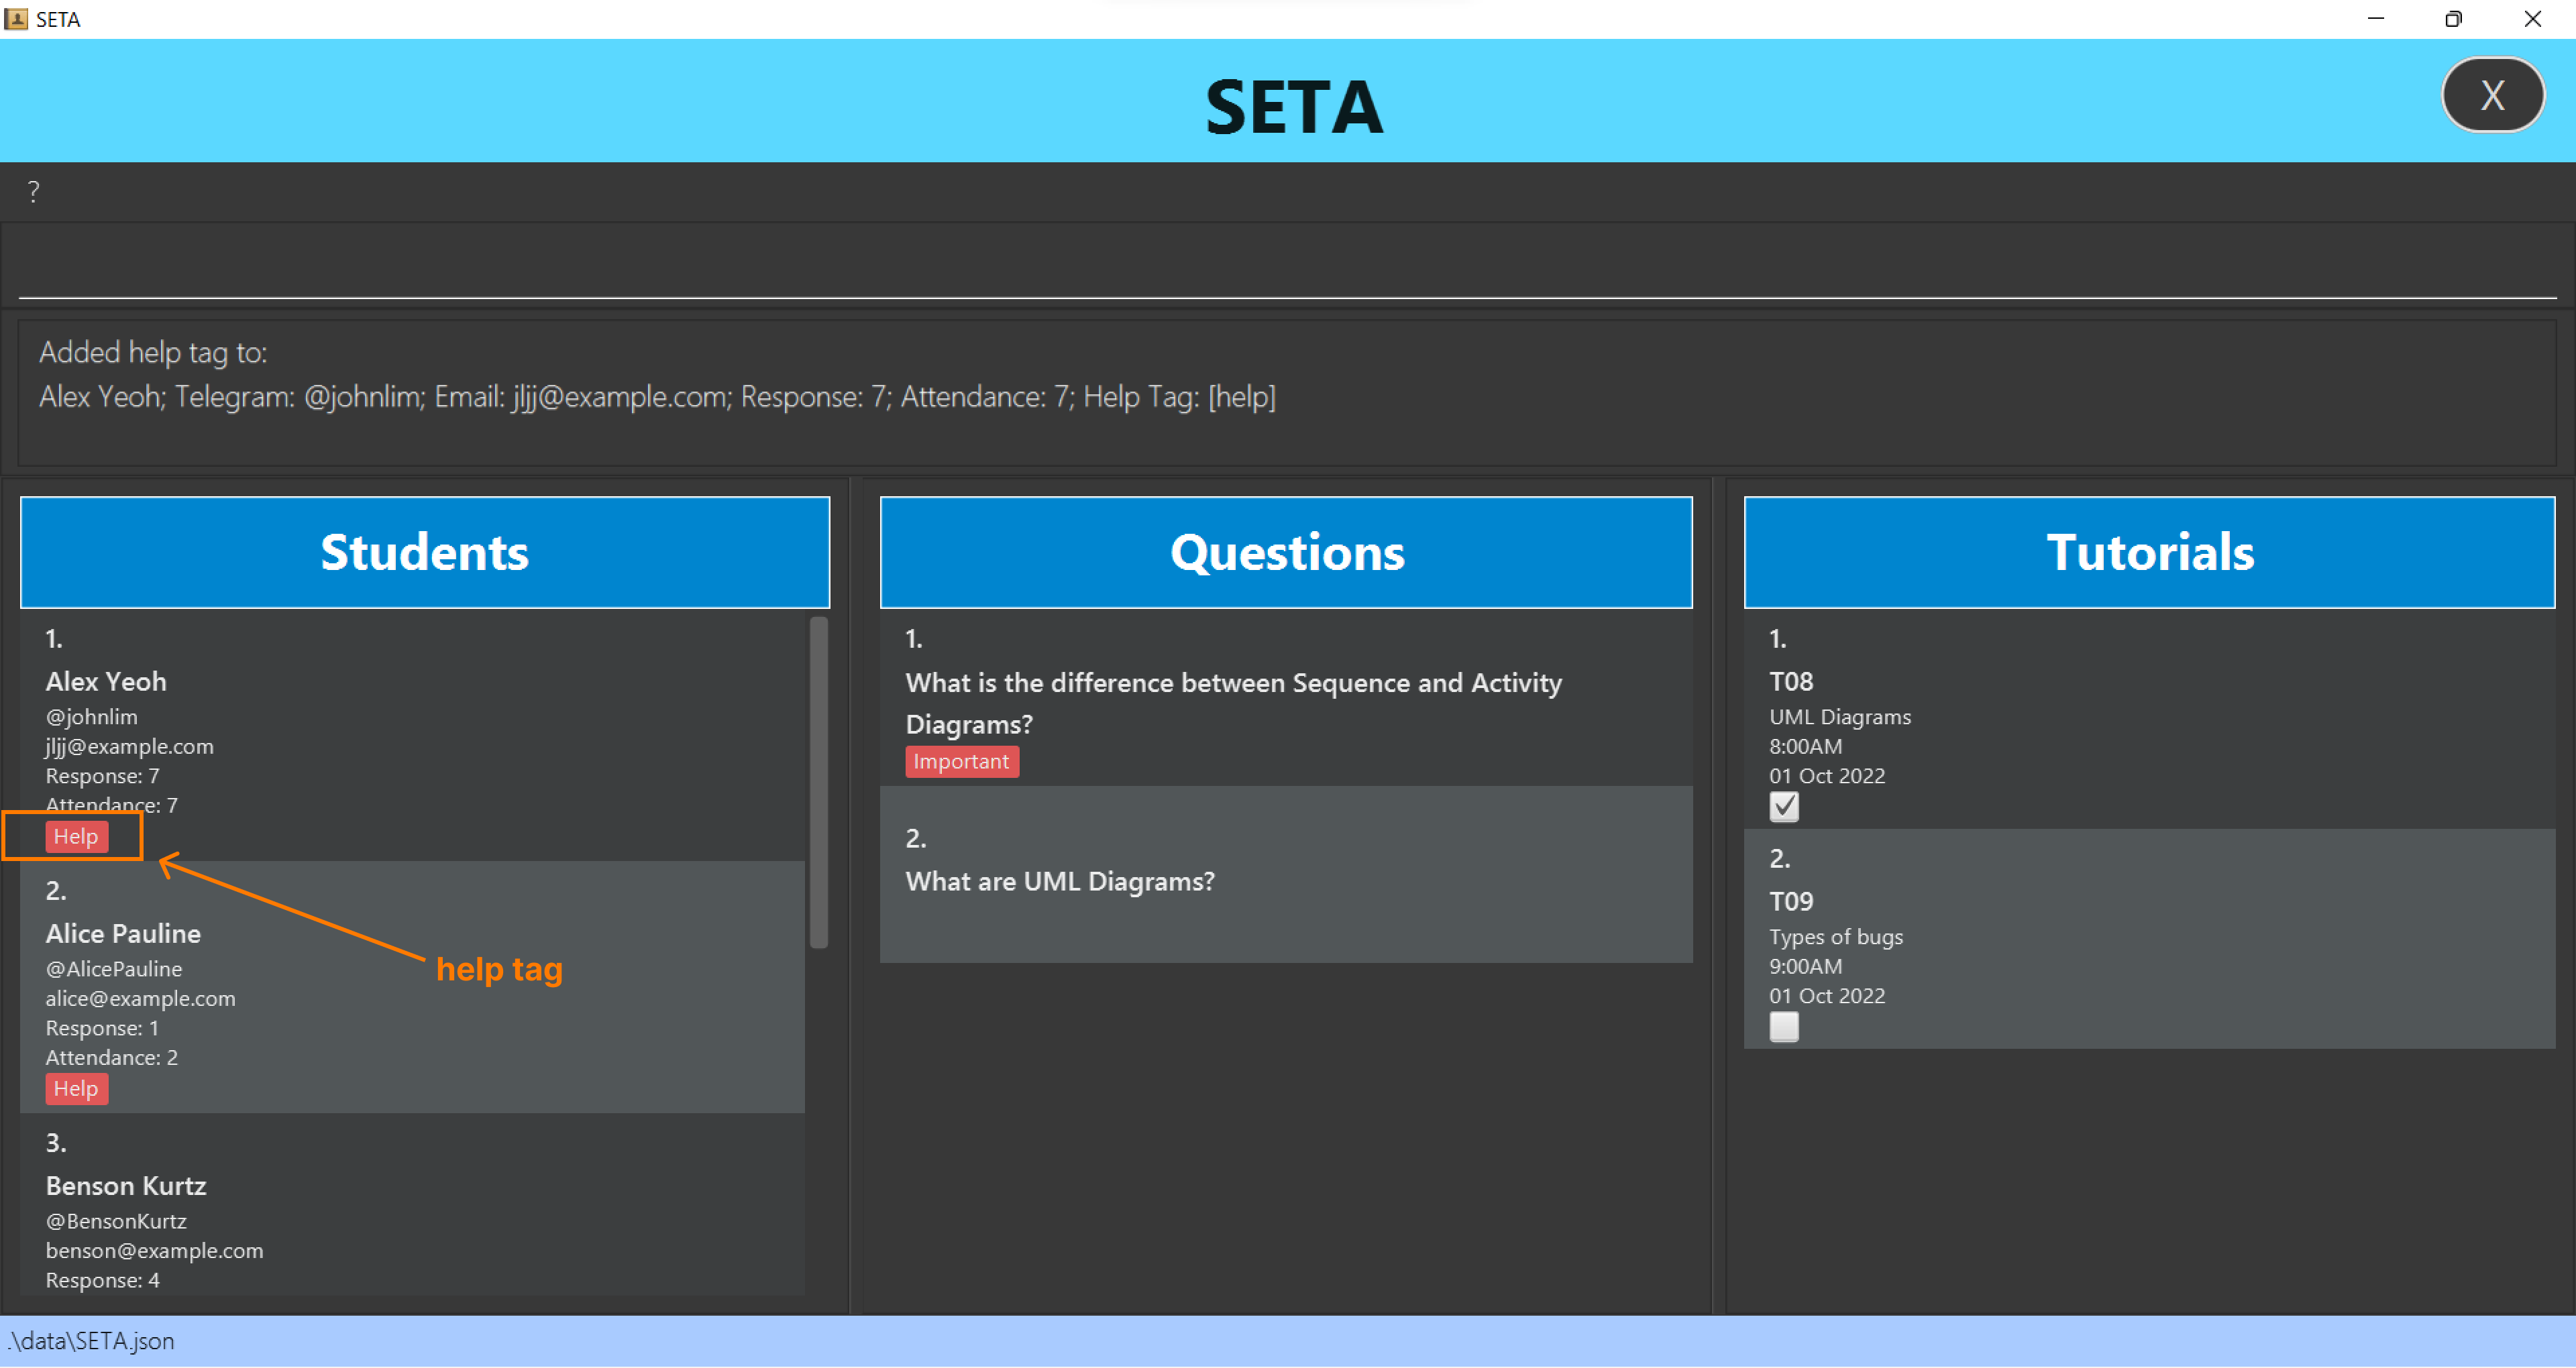 SETA
SETA
X
?
Added help tag to:
Alex Yeoh; Telegram: @johnlim; Email: jljj@example.com; Response: 7; Attendance: 7; Help Tag: [help]
Students
1.
Alex Yeoh
@johnlim
jljj@example.com
Response: 7
Attendance: 7
Help
help tag
2.
Alice Pauline
@AlicePauline
alice@example.com
Response: 1
Attendance: 2
Help
3.
Benson Kurtz
@BensonKurtz
benson@example.com
Response: 4
Questions
1.
What is the difference between Sequence and Activity
Diagrams?
Important
2.
What are UML Diagrams?
Tutorials
1.
T08
UML Diagrams
8:00AM
01 Oct 2022
2.
T09
Types of bugs
9:00AM
01 Oct 2022
.\data\SETA.json